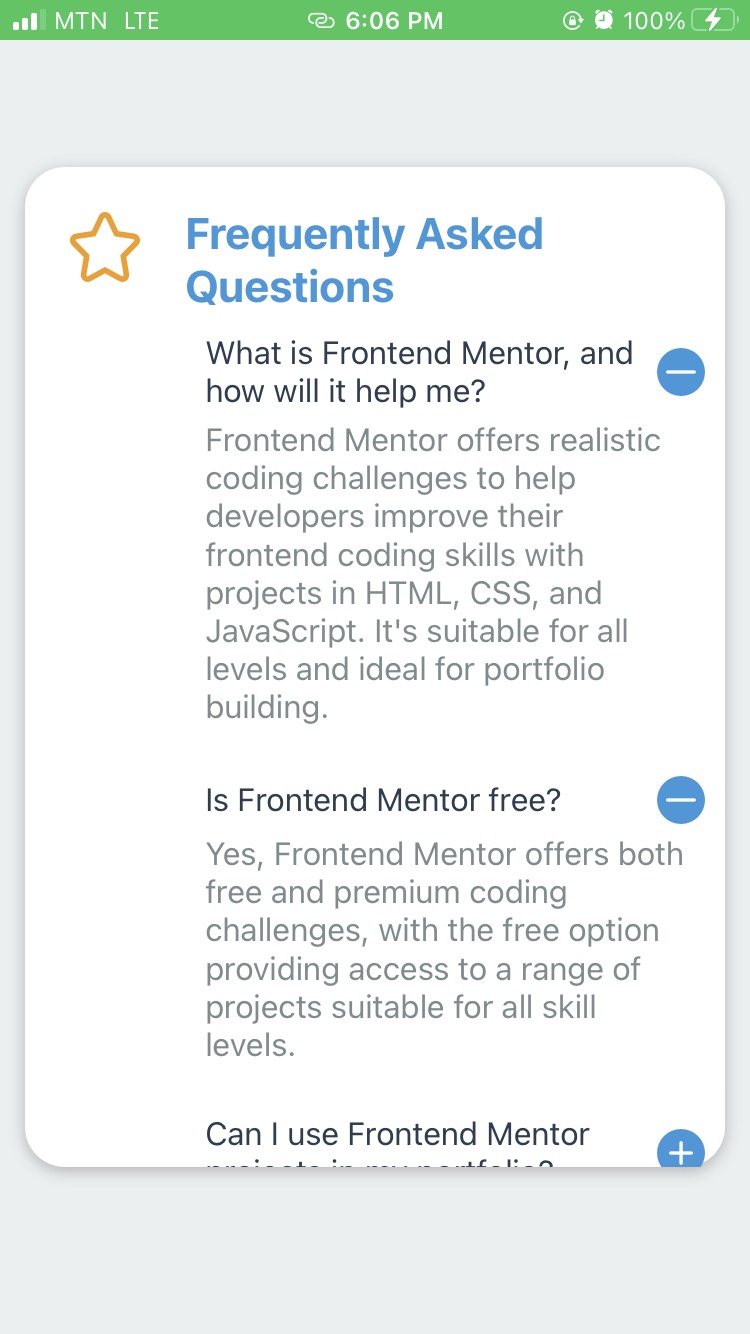 MTN LTE 6:06 PM 100%
Frequently Asked
Questions
What is Frontend Mentor, and
how will it help me?
Frontend Mentor offers realistic
coding challenges to help
developers improve their
frontend coding skills with
projects in HTML, CSS, and
JavaScript. It's suitable for all
levels and ideal for portfolio
building.
Is Frontend Mentor free?
Yes, Frontend Mentor offers both
free and premium coding
challenges, with the free option
providing access to a range of
projects suitable for all skill
levels.
Can I use Frontend Mentor
projects in my portfolio?